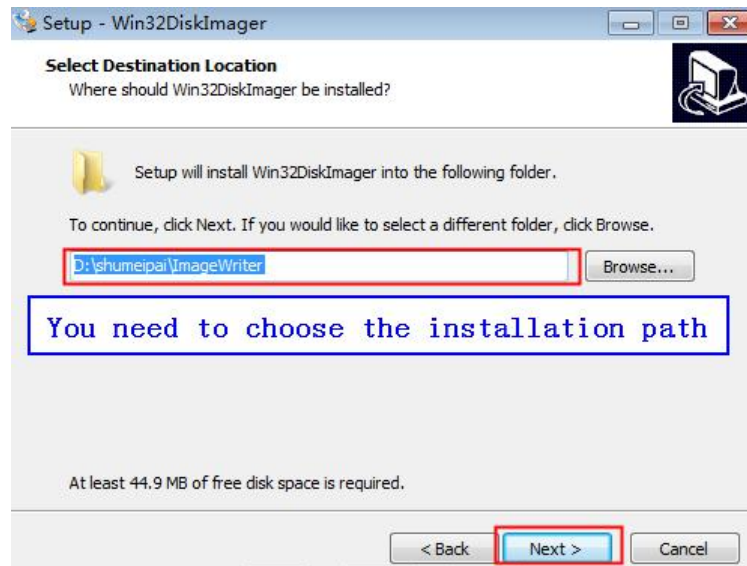 Setup - Win32DiskImager
Select Destination Location
Where should Win32DiskImager be installed?
Setup will install Win32DiskImager into the following folder.
To continue, click Next. If you would like to select a different folder, click Browse.
D:\shumeipai\ImageWriter
Browse...
You need to choose the installation path
At least 44.9 MB of free disk space is required.
< Back Next > Cancel